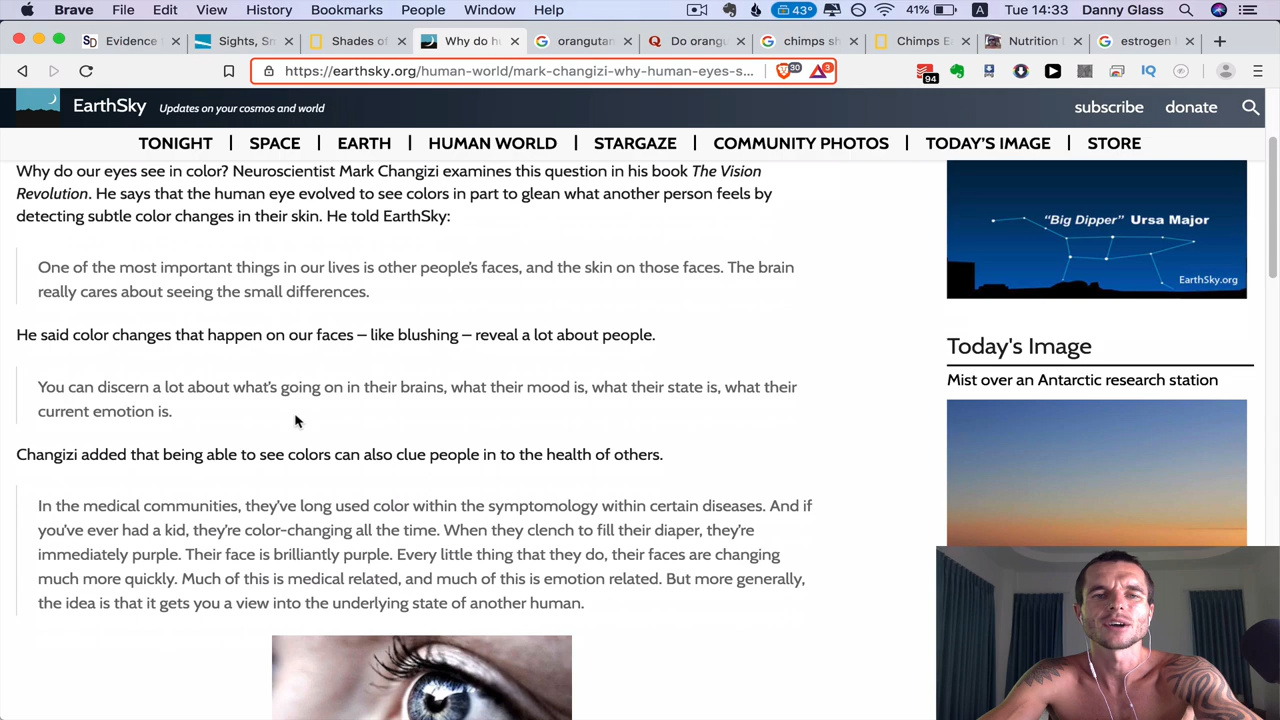 Brave File Edit View History Bookmarks People Window Help 43° 41% A Tue 14:33 Danny Glass
Evidence Sights, Sm Shades of Why do h orangutan Do orang chimps sh Chimps E Nutrition estrogen
https://earthsky.org/human-world/mark-changizi-why-human-eyes-s... 30 3 94 IQ
EarthSky Updates on your cosmos and world subscribe donate
TONIGHT | SPACE | EARTH | HUMAN WORLD | STARGAZE | COMMUNITY PHOTOS | TODAY'S IMAGE | STORE
Why do our eyes see in color? Neuroscientist Mark Changizi examines this question in his book The Vision
Revolution. He says that the human eye evolved to see colors in part to glean what another person feels by
detecting subtle color changes in their skin. He told EarthSky:
One of the most important things in our lives is other people's faces, and the skin on those faces. The brain
really cares about seeing the small differences.
He said color changes that happen on our faces – like blushing – reveal a lot about people.
You can discern a lot about what's going on in their brains, what their mood is, what their state is, what their
current emotion is.
Changizi added that being able to see colors can also clue people in to the health of others.
In the medical communities, they've long used color within the symptomology within certain diseases. And if
you've ever had a kid, they're color-changing all the time. When they clench to fill their diaper, they're
immediately purple. Their face is brilliantly purple. Every little thing that they do, their faces are changing
much more quickly. Much of this is medical related, and much of this is emotion related. But more generally,
the idea is that it gets you a view into the underlying state of another human.
"Big Dipper" Ursa Major
EarthSky.org
Today's Image
Mist over an Antarctic research station